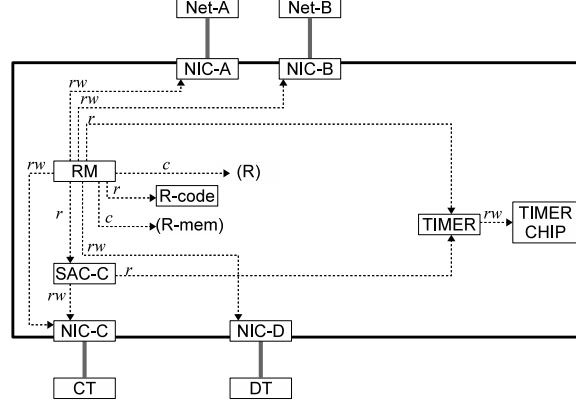 Net-A Net-B
NIC-A NIC-B
rw
rw
r
rw RM c (R)
r R-code
r c (R-mem)
TIMER rw TIMER CHIP
rw
SAC-C r
rw
NIC-C NIC-D
CT DT